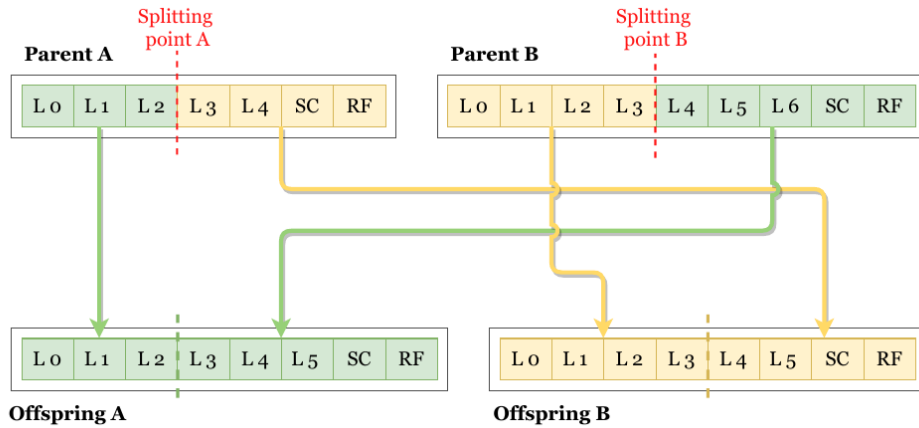 Splitting
point A
Splitting
point B
Parent A
Parent B
L 0 L 1 L 2 L 3 L 4 SC RF
L 0 L 1 L 2 L 3 L 4 L 5 L 6 SC RF
L 0 L 1 L 2 L 3 L 4 L 5 SC RF
L 0 L 1 L 2 L 3 L 4 L 5 SC RF
Offspring A
Offspring B